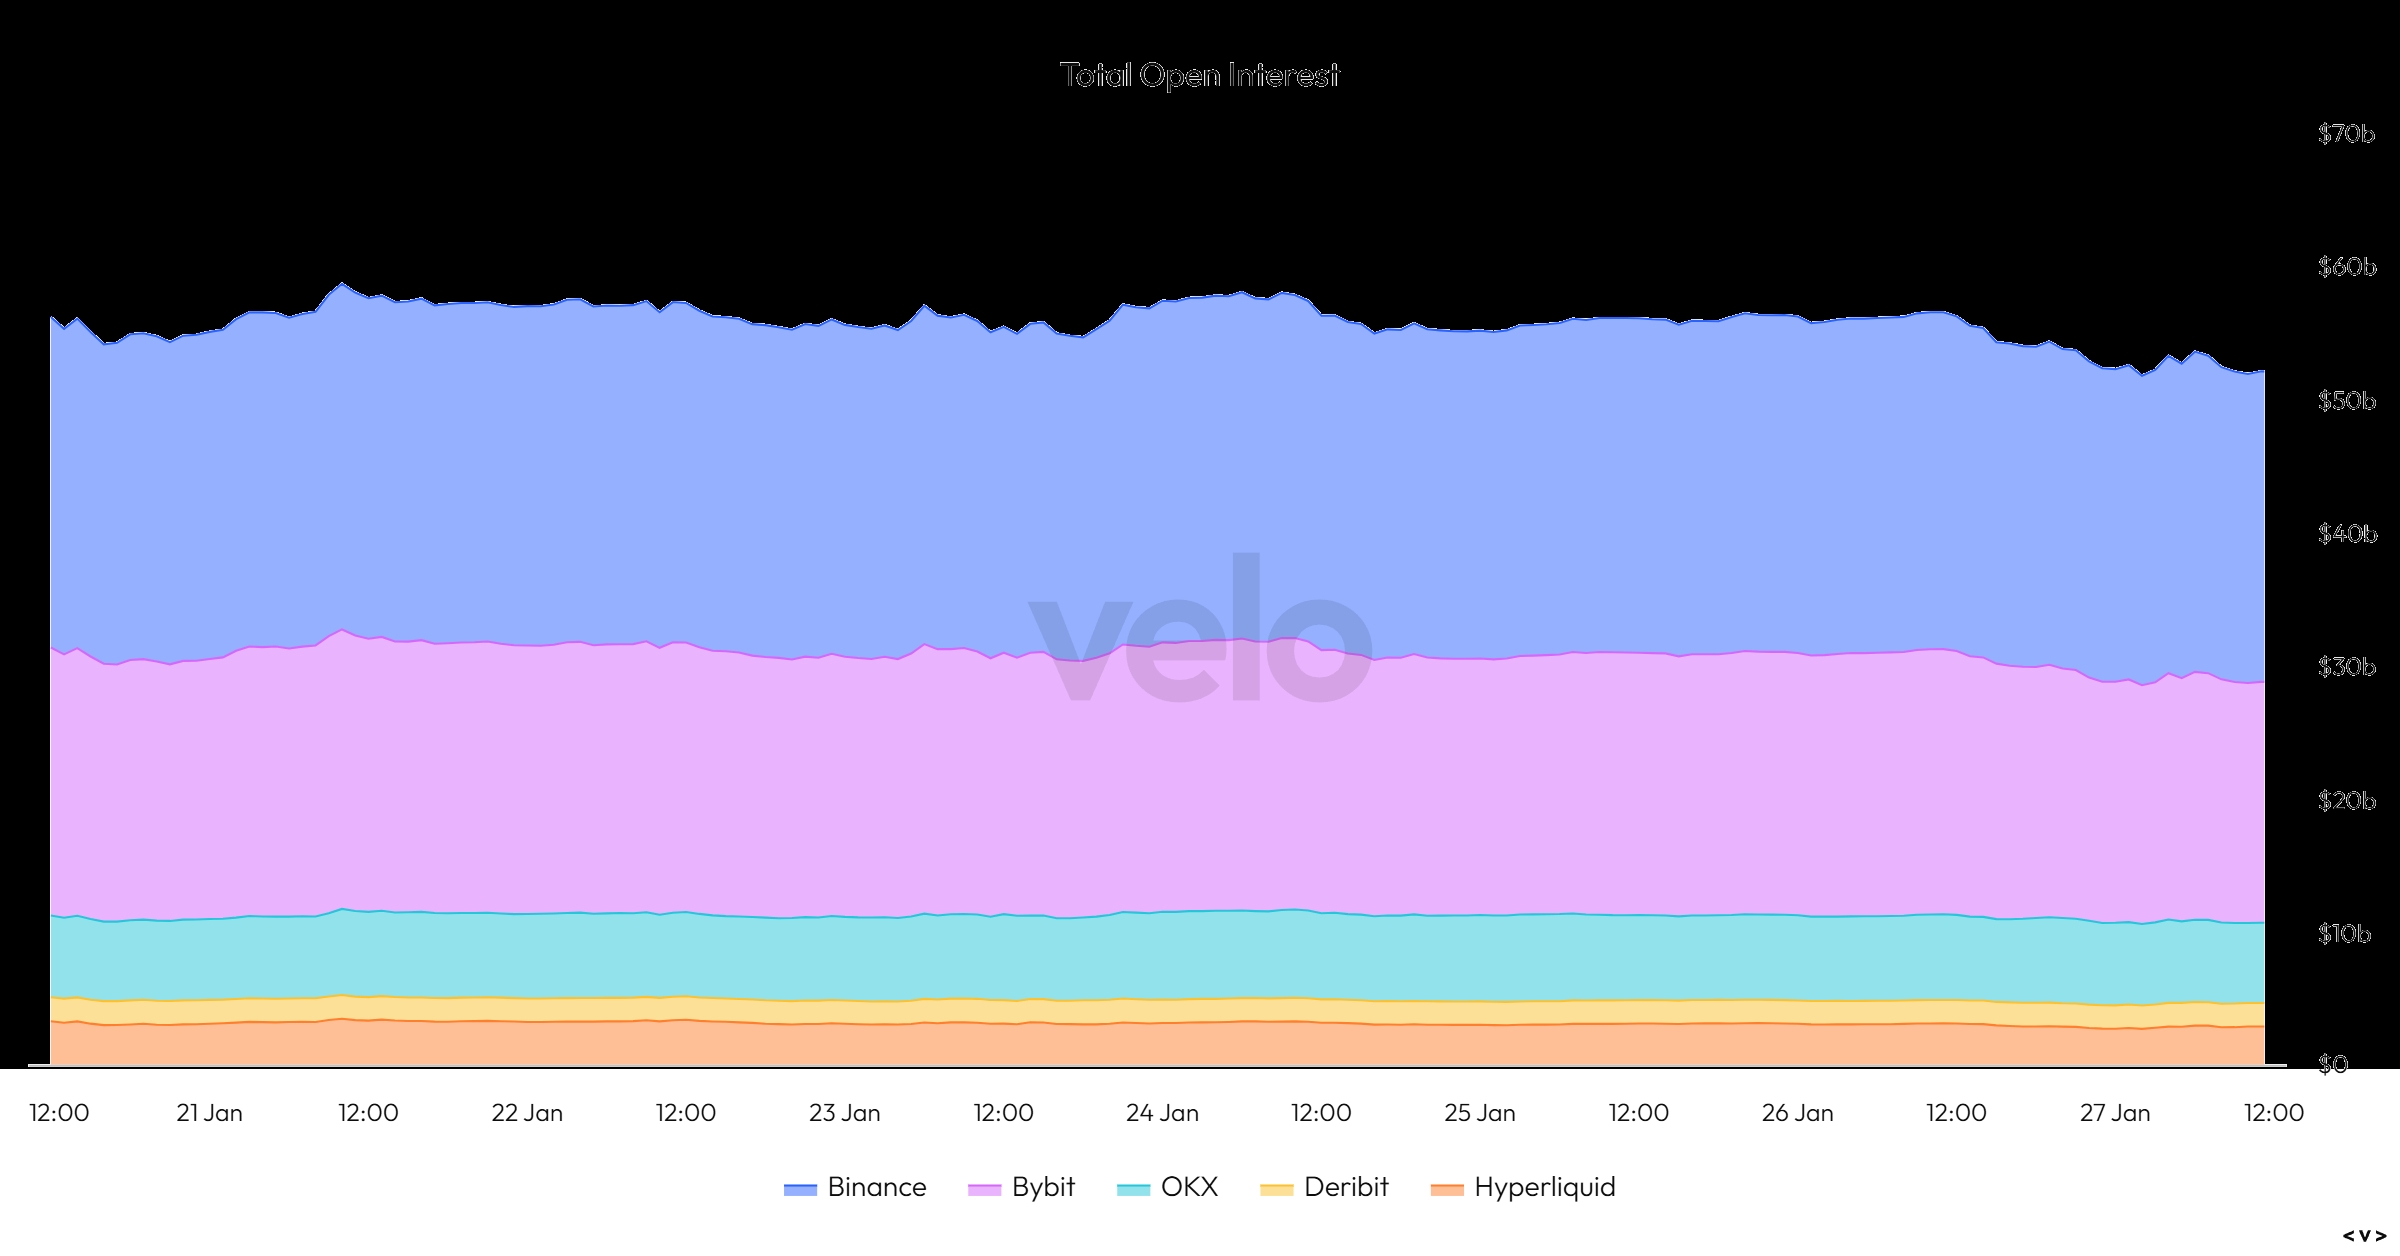 Total Open Interest
$70b
$60b
$50b
$40b
velo
$30b
$20b
$10b
$0
12:00 21 Jan 12:00 22 Jan 12:00 23 Jan 12:00 24 Jan 12:00 25 Jan 12:00 26 Jan 12:00 27 Jan 12:00
Binance Bybit OKX Deribit Hyperliquid
<v>